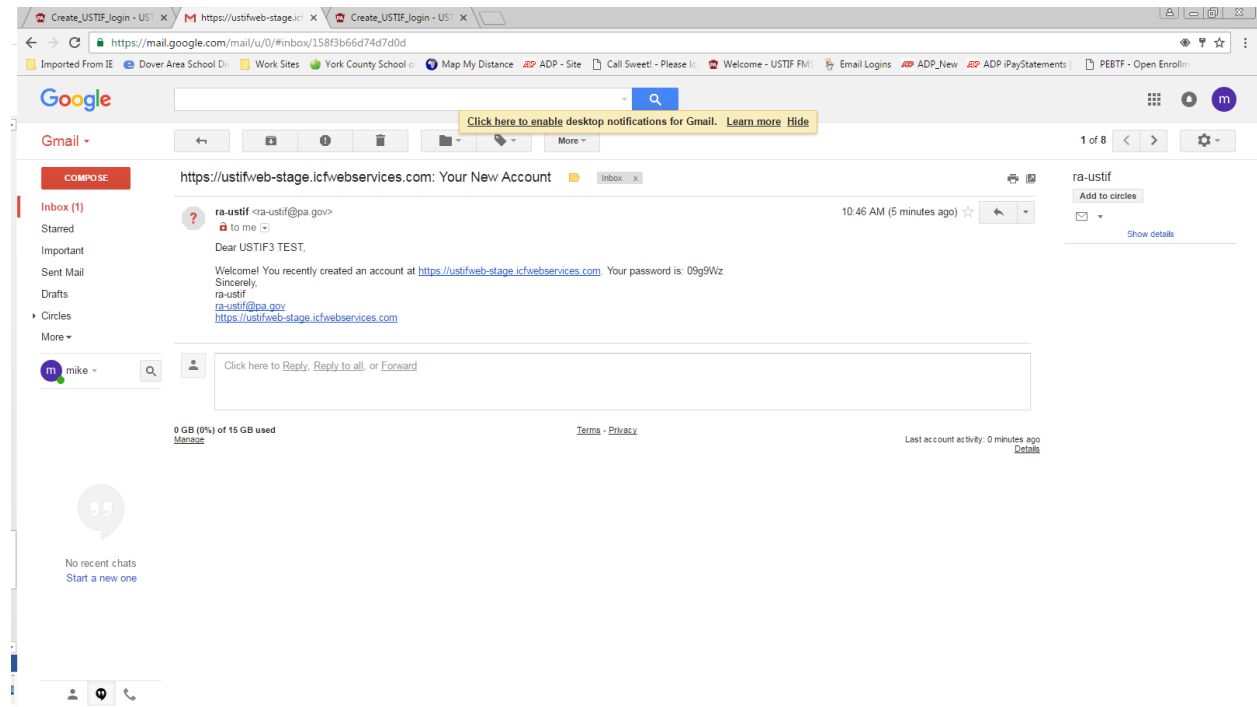 Create_USTIF_login - UST
https://ustifweb-stage.ic
Create_USTIF_login - UST
https://mail.google.com/mail/u/0/#inbox/158f3b66d74d7d0d
Imported From IE Dover Area School Di Work Sites York County School o Map My Distance ADP - Site Call Sweet! - Please lo Welcome - USTIF FMS Email Logins ADP_New ADP iPayStatements PEBTF - Open Enrollm
Google
m
Click here to enable desktop notifications for Gmail. Learn more Hide
Gmail
More
1 of 8
COMPOSE
https://ustifweb-stage.icfwebservices.com: Your New Account
Inbox x
ra-ustif
Add to circles
Show details
Inbox (1)
Starred
Important
Sent Mail
Drafts
Circles
More
ra-ustif <ra-ustif@pa.gov>
10:46 AM (5 minutes ago)
to me
Dear USTIF3 TEST,
Welcome! You recently created an account at https://ustifweb-stage.icfwebservices.com. Your password is: 09g9Wz
Sincerely,
ra-ustif
ra-ustif@pa.gov
https://ustifweb-stage.icfwebservices.com
m mike
Click here to Reply, Reply to all, or Forward
0 GB (0%) of 15 GB used
Manage
Terms - Privacy
Last account activity: 0 minutes ago
Details
No recent chats
Start a new one